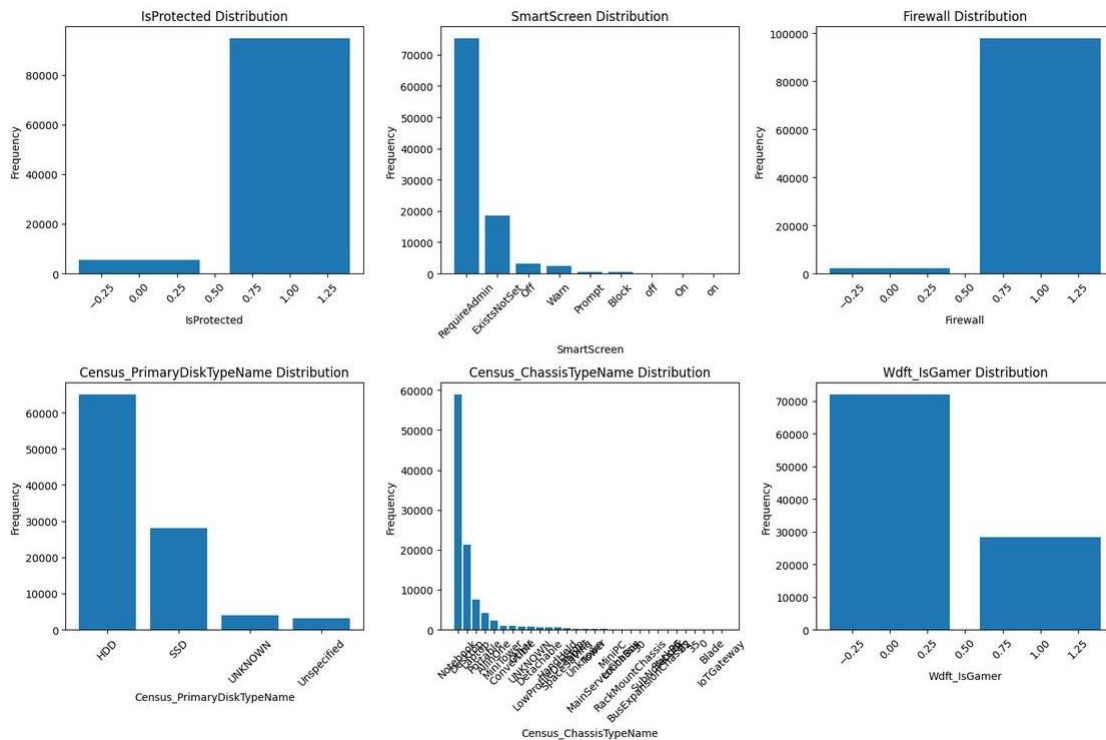 IsProtected Distribution
SmartScreen Distribution
Firewall Distribution
Frequency
80000
60000
40000
20000
0
−0.25
0.00
0.25
0.50
0.75
1.00
1.25
IsProtected
Frequency
70000
60000
50000
40000
30000
20000
10000
0
RequireAdmin
ExistsNotSet
Off
Warn
Prompt
Block
off
On
on
SmartScreen
Frequency
100000
80000
60000
40000
20000
0
−0.25
0.00
0.25
0.50
0.75
1.00
1.25
Firewall
Census_PrimaryDiskTypeName Distribution
Census_ChassisTypeName Distribution
Wdft_IsGamer Distribution
Frequency
60000
50000
40000
30000
20000
10000
0
HDD
SSD
UNKNOWN
Unspecified
Census_PrimaryDiskTypeName
Frequency
60000
50000
40000
30000
20000
10000
0
Notebook
UNKNOWN
Detachable
MiniPC
MainServerChassis
RackMountChassis
BusExpansionChassis
35
0
Blade
IoTGateway
Census_ChassisTypeName
Frequency
70000
60000
50000
40000
30000
20000
10000
0
−0.25
0.00
0.25
0.50
0.75
1.00
1.25
Wdft_IsGamer